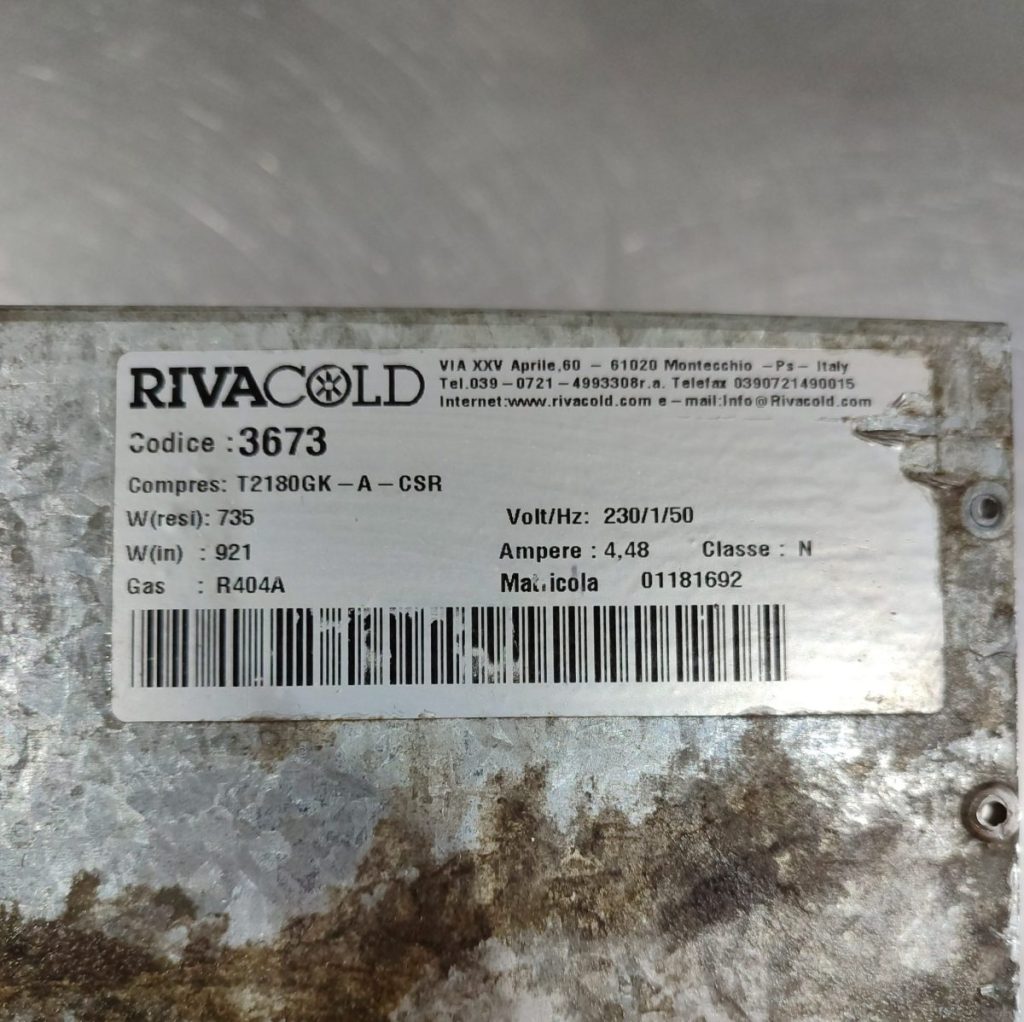 RIVACOLD
VIA XXV Aprile,60 - 61020 Montecchio -Ps- Italy
Tel.039-0721-4993308r.a. Telefax 0390721490015
Internet:www.rivacold.com e-mail:Info@Rivacold.com
Codice :3673
Compres: T2180GK-A-CSR
W(resi): 735 Volt/Hz: 230/1/50
W(in) : 921 Ampere : 4,48 Classe : N
Gas : R404A Matricola 01181692